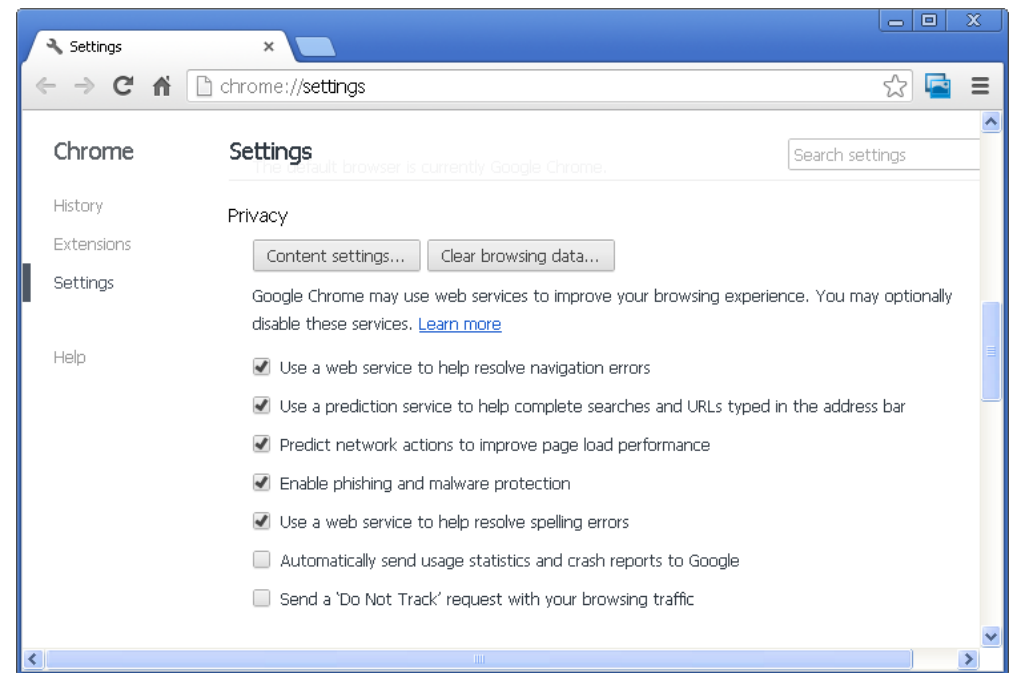 Settings
chrome://settings
Chrome
Settings
Search settings
The default browser is currently Google Chrome.
History
Extensions
Settings
Help
Privacy
Content settings... Clear browsing data...
Google Chrome may use web services to improve your browsing experience. You may optionally
disable these services. Learn more
Use a web service to help resolve navigation errors
Use a prediction service to help complete searches and URLs typed in the address bar
Predict network actions to improve page load performance
Enable phishing and malware protection
Use a web service to help resolve spelling errors
Automatically send usage statistics and crash reports to Google
Send a 'Do Not Track' request with your browsing traffic